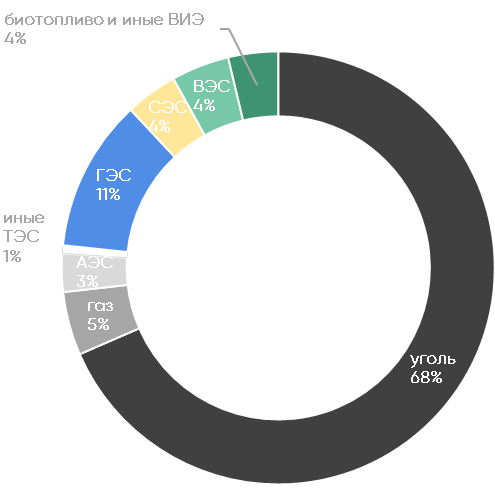 биотопливо и иные ВИЭ
4%
ВЭС
4%
СЭС
4%
ГЭС
11%
иные
ТЭС
1%
АЭС
3%
газ
5%
уголь
68%